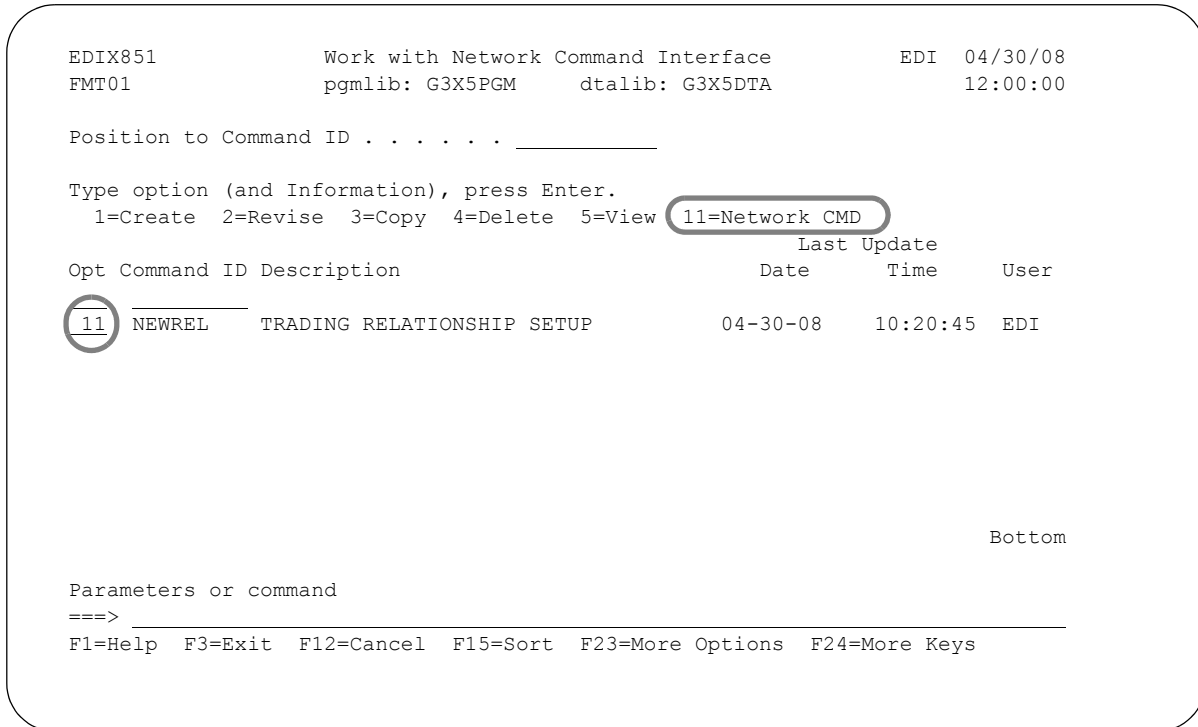 EDIX851 Work with Network Command Interface EDI 04/30/08
FMT01 pgmlib: G3X5PGM dtalib: G3X5DTA 12:00:00
Position to Command ID . . . . . .
Type option (and Information), press Enter.
1=Create 2=Revise 3=Copy 4=Delete 5=View 11=Network CMD
Last Update
Opt Command ID Description Date Time User
11 NEWREL TRADING RELATIONSHIP SETUP 04-30-08 10:20:45 EDI
Bottom
Parameters or command
===>
F1=Help F3=Exit F12=Cancel F15=Sort F23=More Options F24=More Keys